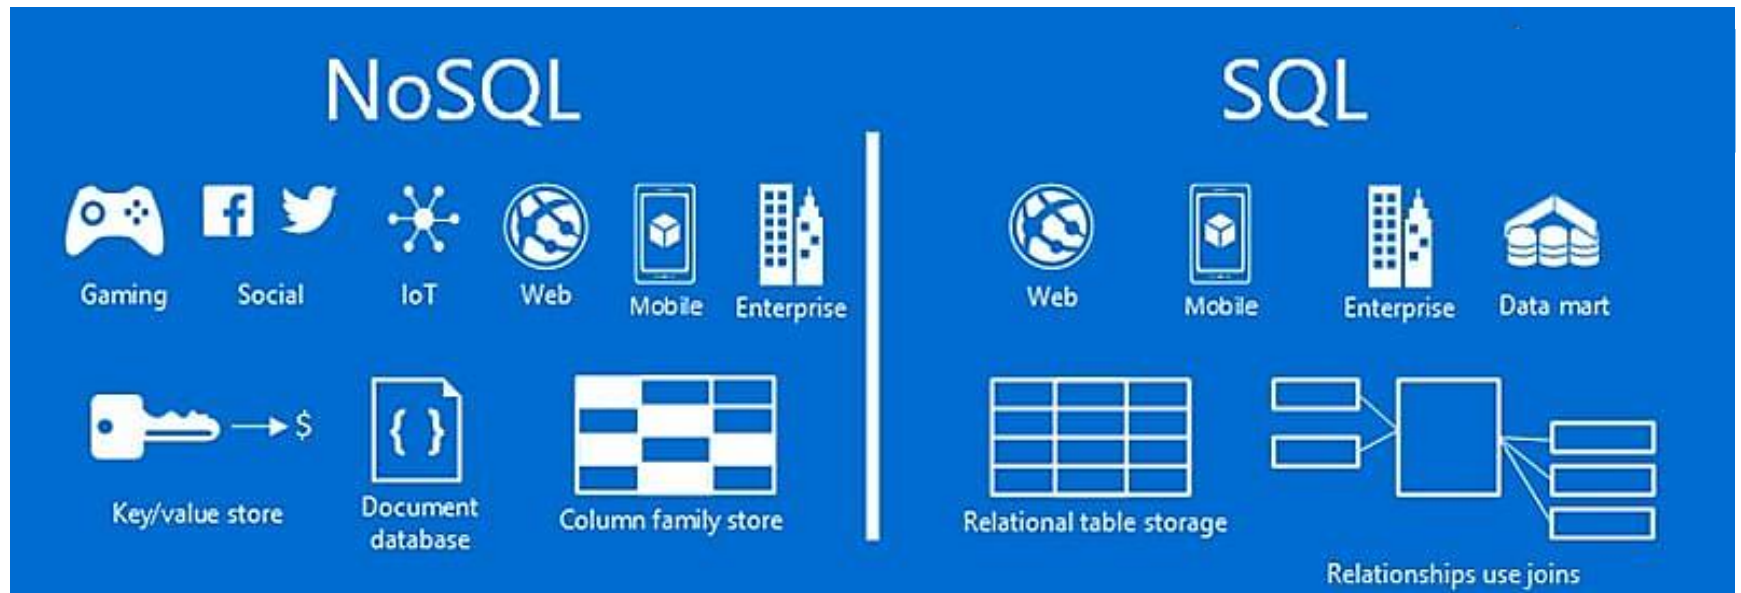 NoSQL
SQL
Gaming
Social
IoT
Web
Mobile
Enterprise
Web
Mobile
Enterprise
Data mart
$
{ }
Key/value store
Document
database
Column family store
Relational table storage
Relationships use joins